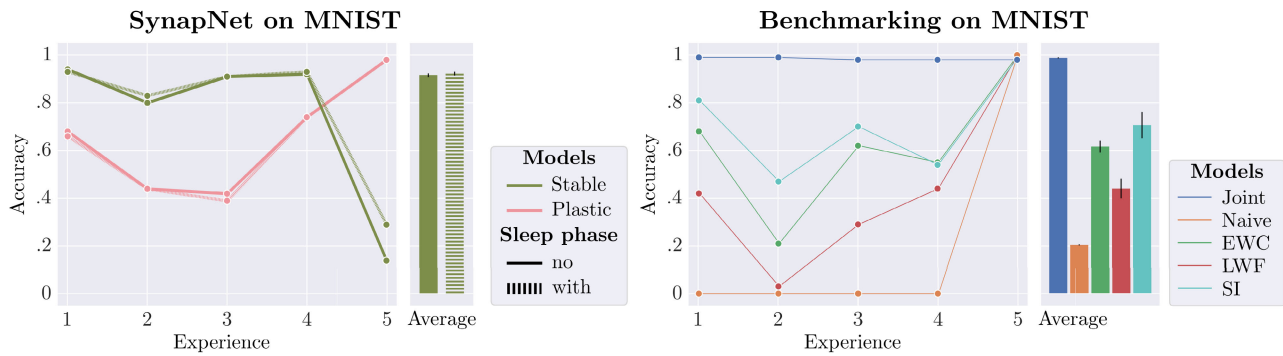 SynapNet on MNIST
1
.8
.6
.4
.2
0
Accuracy
1 2 3 4 5
Experience
Average
Models
Stable
Plastic
Sleep phase
no
with
Benchmarking on MNIST
1
.8
.6
.4
.2
0
Accuracy
1 2 3 4 5
Experience
Average
Models
Joint
Naive
EWC
LWF
SI